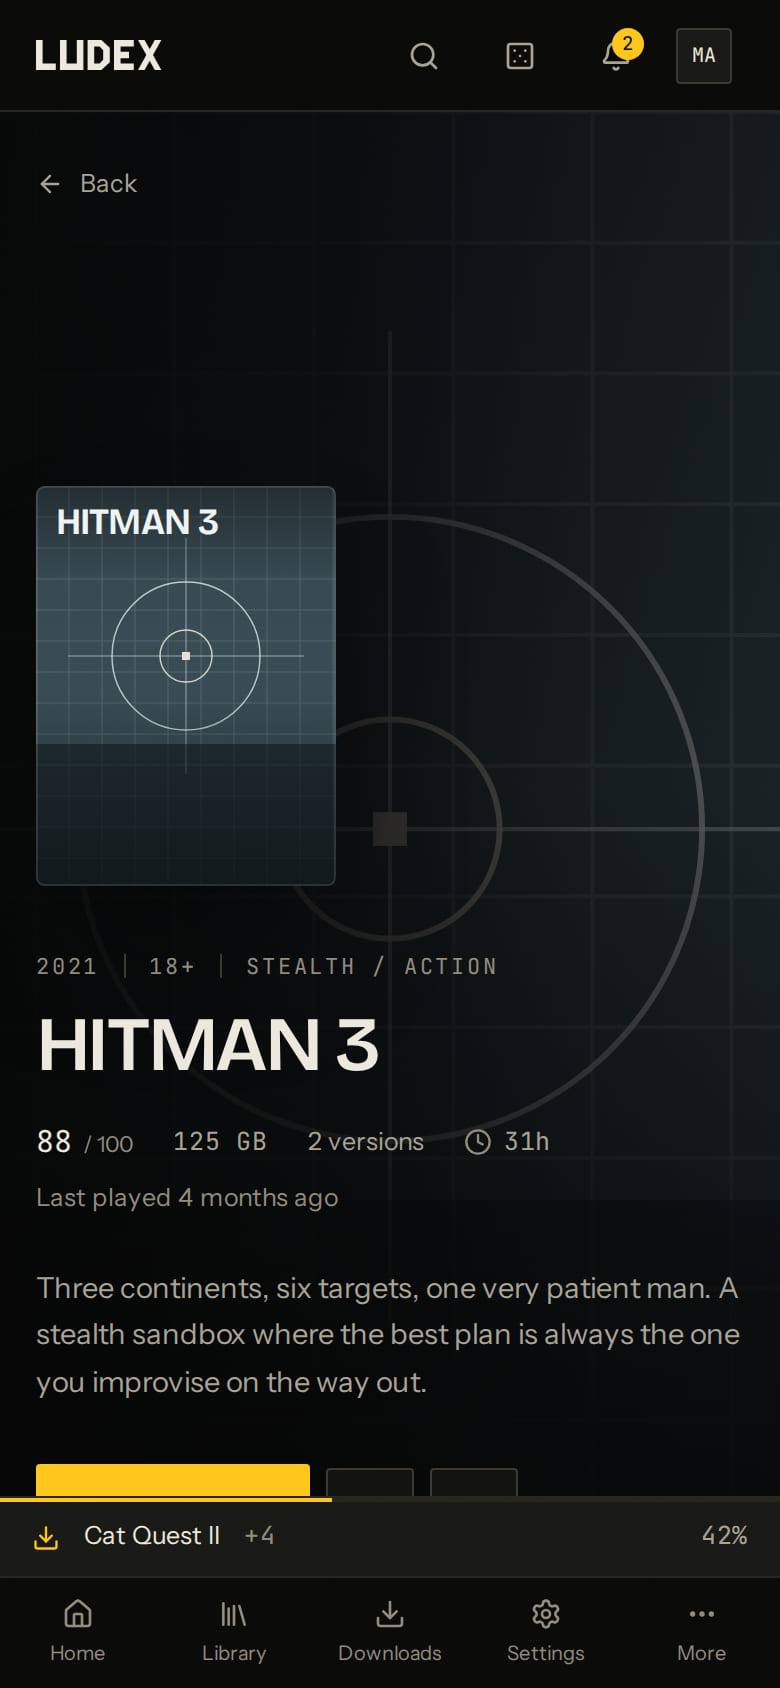 LUDEX
2
MA
Back
HITMAN 3
2021 | 18+ | STEALTH / ACTION
HITMAN 3
88 / 100 125 GB 2 versions 31h
Last played 4 months ago
Three continents, six targets, one very patient man. A
stealth sandbox where the best plan is always the one
you improvise on the way out.
Cat Quest II +4 42%
Home Library Downloads Settings More